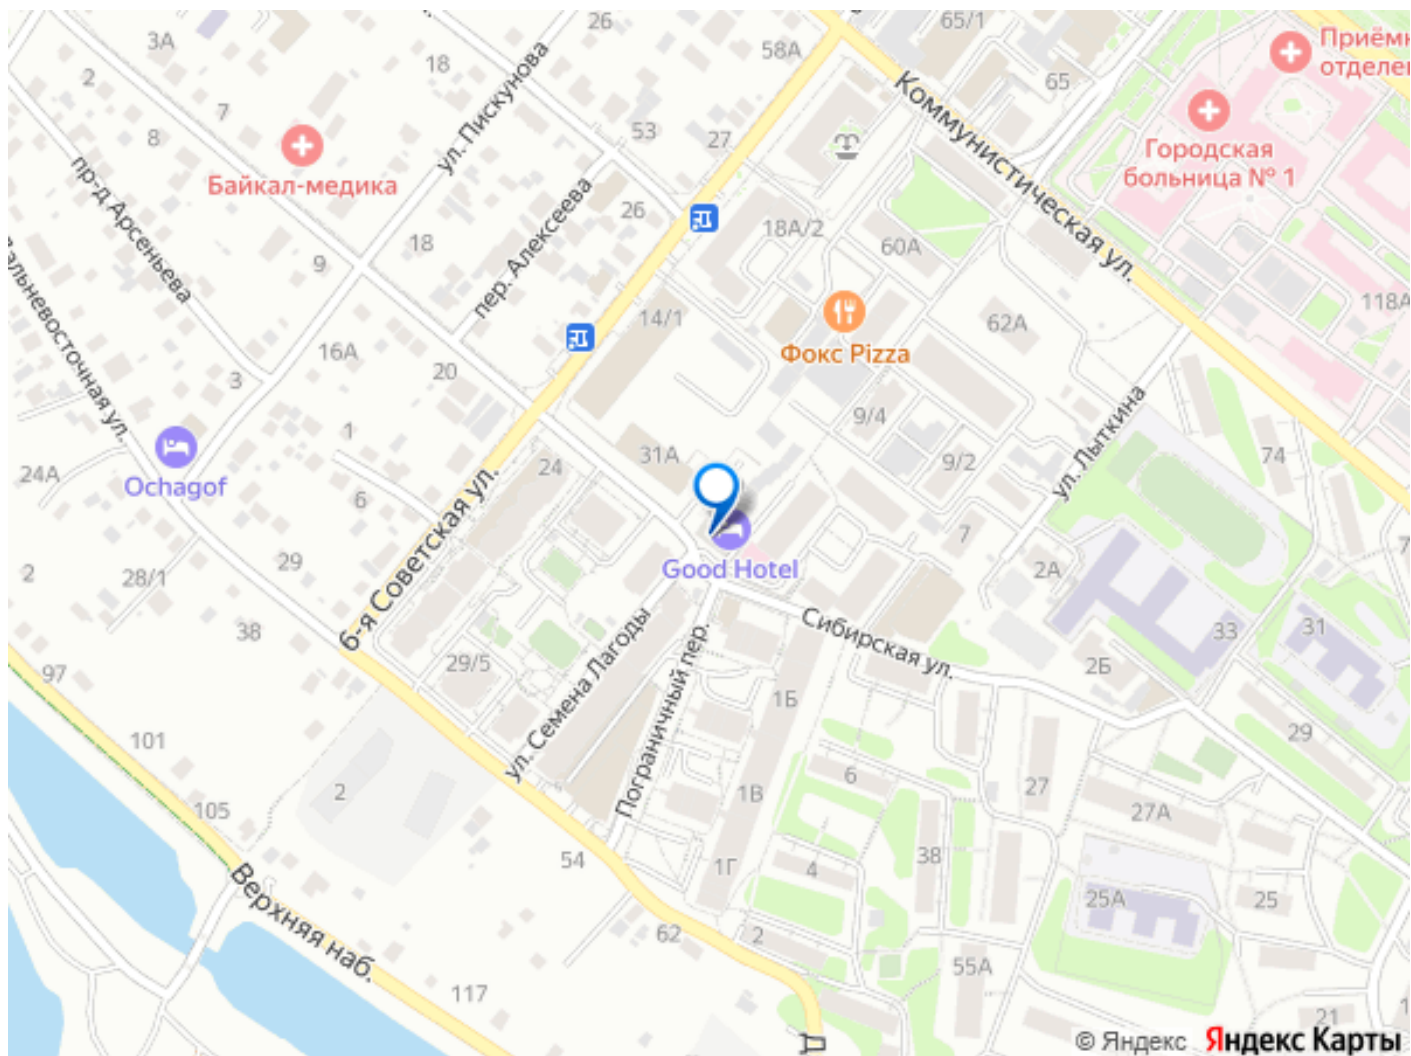 26
65/1
3А
58А
Приёмн
отделен
2
18
65
7
ул. Пискунова
Коммунистическая ул.
8
53
27
Городская
больница № 1
Байкал-медика
пр-д Арсеньева
пер. Алексеева
26
18А/2
60А
18
9
118А
14/1
62А
16А
Фокс Pizza
20
3
альневосточная ул.
9/4
ул. Лыткина
1
31А
24
9/2
74
24А
Ochagof
6
6-я Советская ул.
7
7
29
Good Hotel
2А
2
28/1
38
Сибирская ул.
33
31
29/5
ул. Семена Лагоды
Пограничный пер.
2Б
97
1Б
29
101
6
27
2
1В
27А
105
54
1Г
4
38
25А
25
Верхняя наб.
62
2
55А
117
21
1
© Яндекс Яндекс Карты